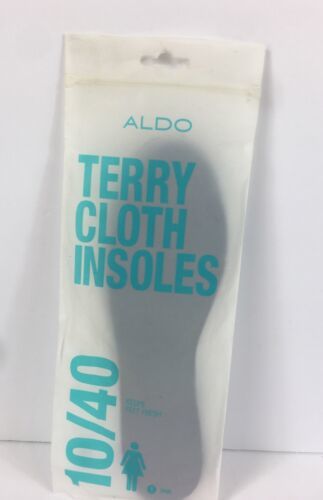 ALDO
TERRY
CLOTH
INSOLES
10/40
KEEPS
FEET FRESH